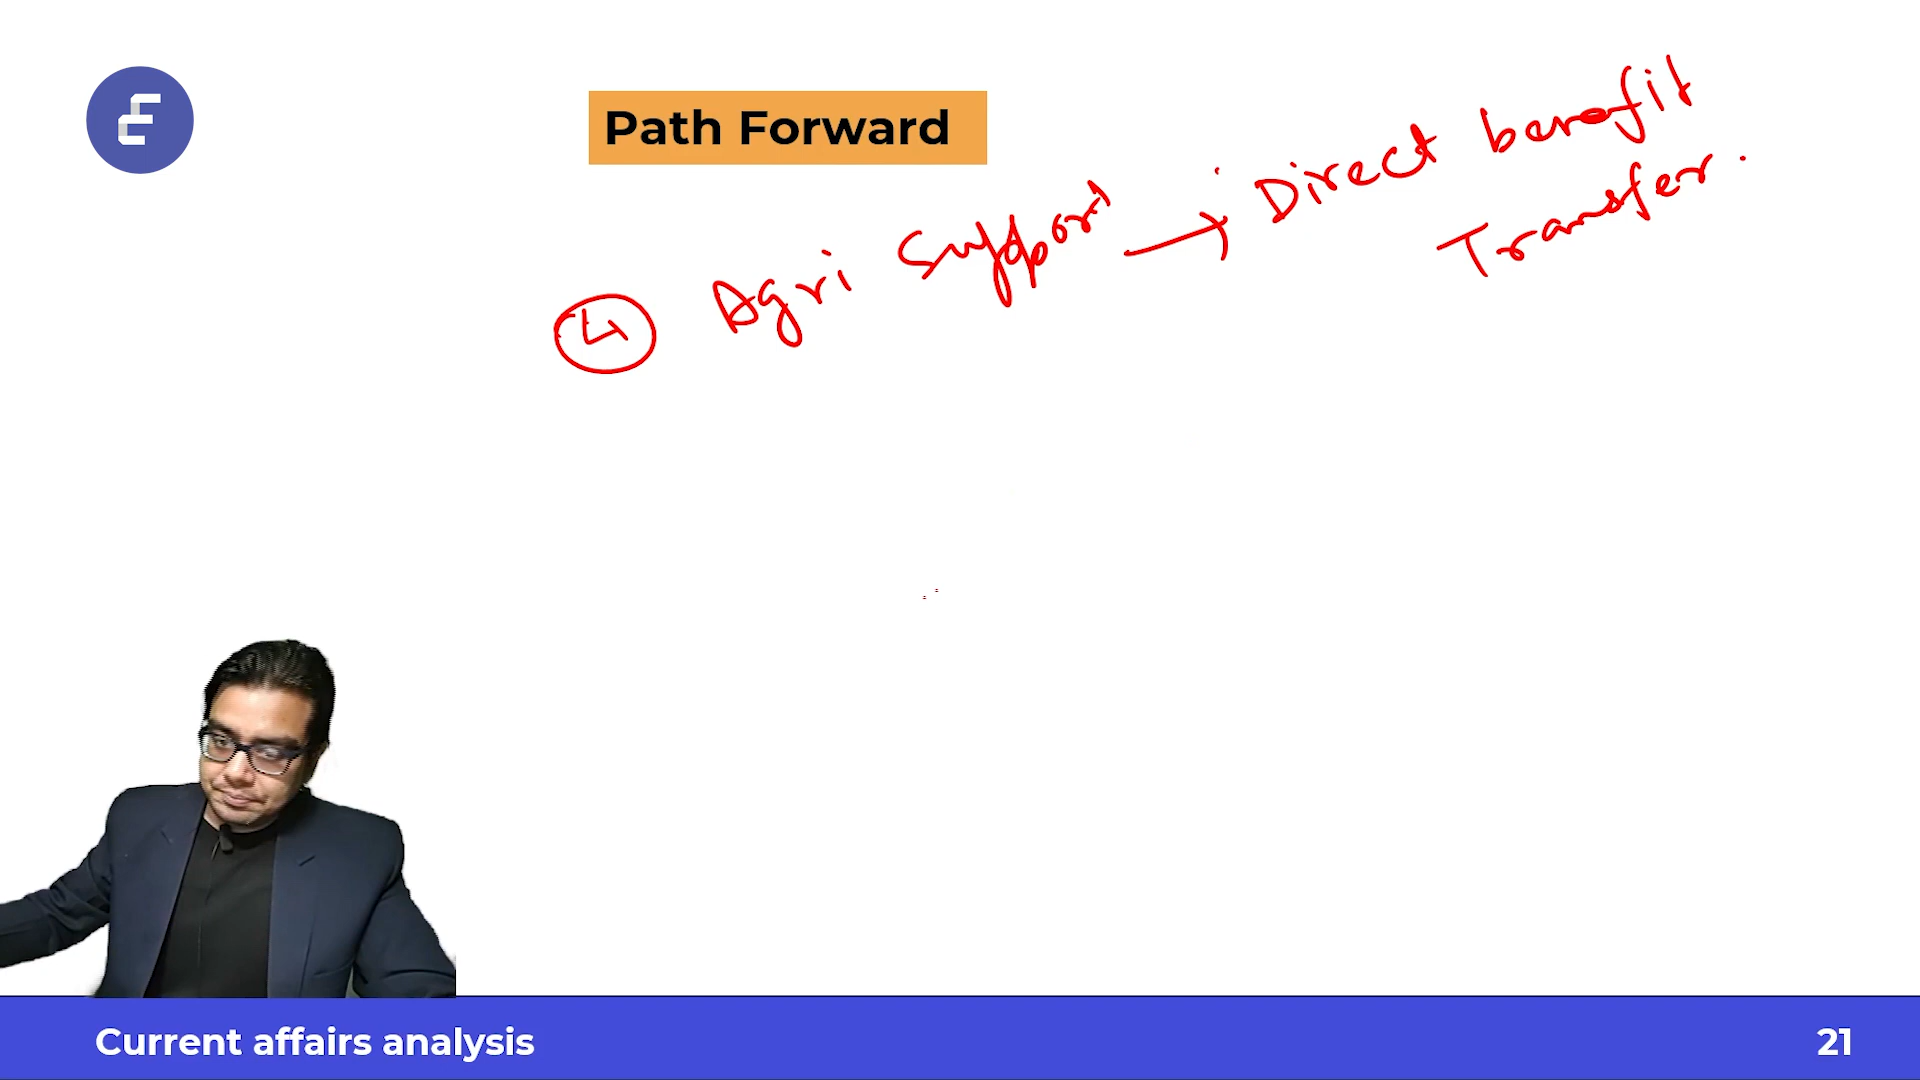 Path Forward
④ Agri Support → Direct benefit
Transfer.
Current affairs analysis
21